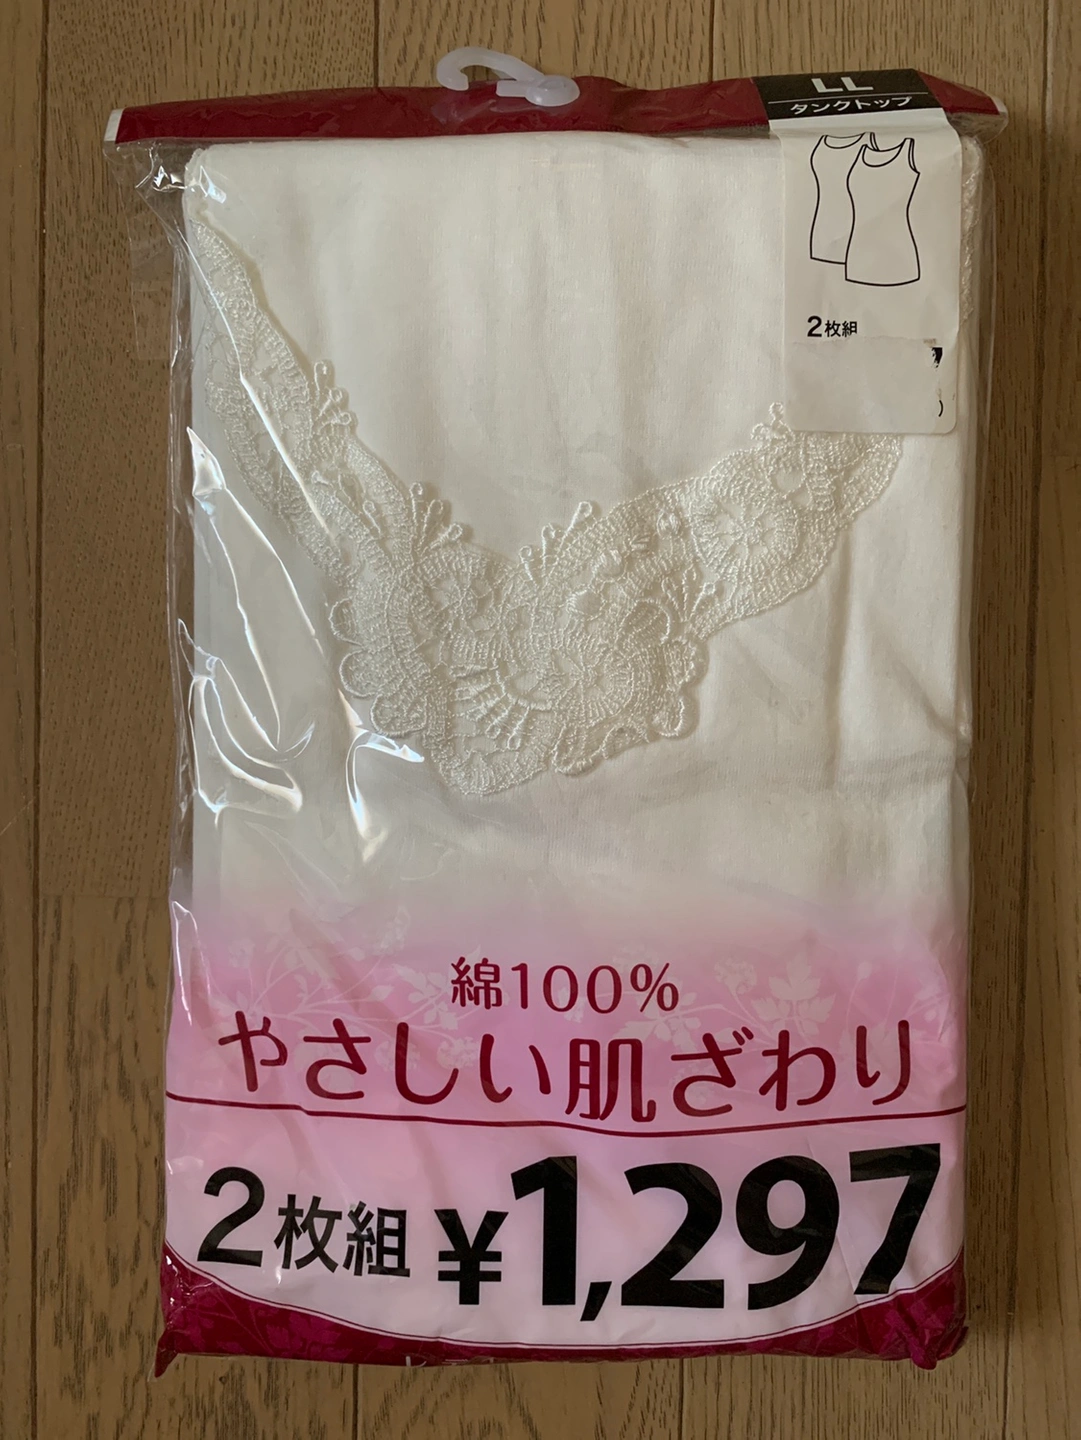 LL
タンクトップ
2枚組
綿100%
やさしい肌ざわり
2枚組 ¥1,297